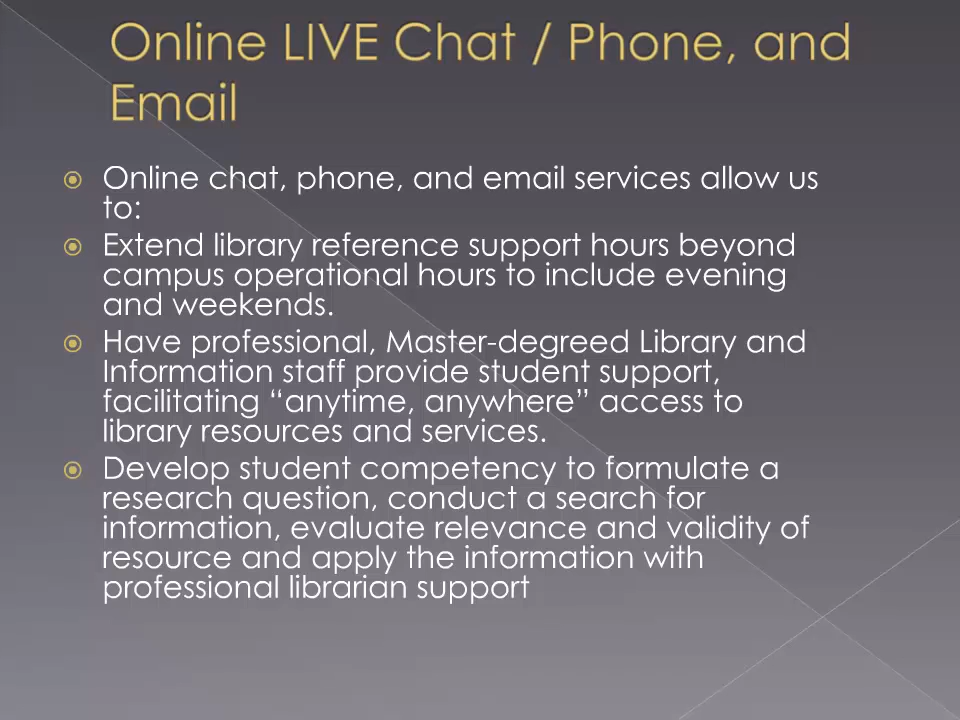 Online LIVE Chat / Phone, and
Email
Online chat, phone, and email services allow us
to:
Extend library reference support hours beyond
campus operational hours to include evening
and weekends.
Have professional, Master-degreed Library and
Information staff provide student support,
facilitating “anytime, anywhere” access to
library resources and services.
Develop student competency to formulate a
research question, conduct a search for
information, evaluate relevance and validity of
resource and apply the information with
professional librarian support